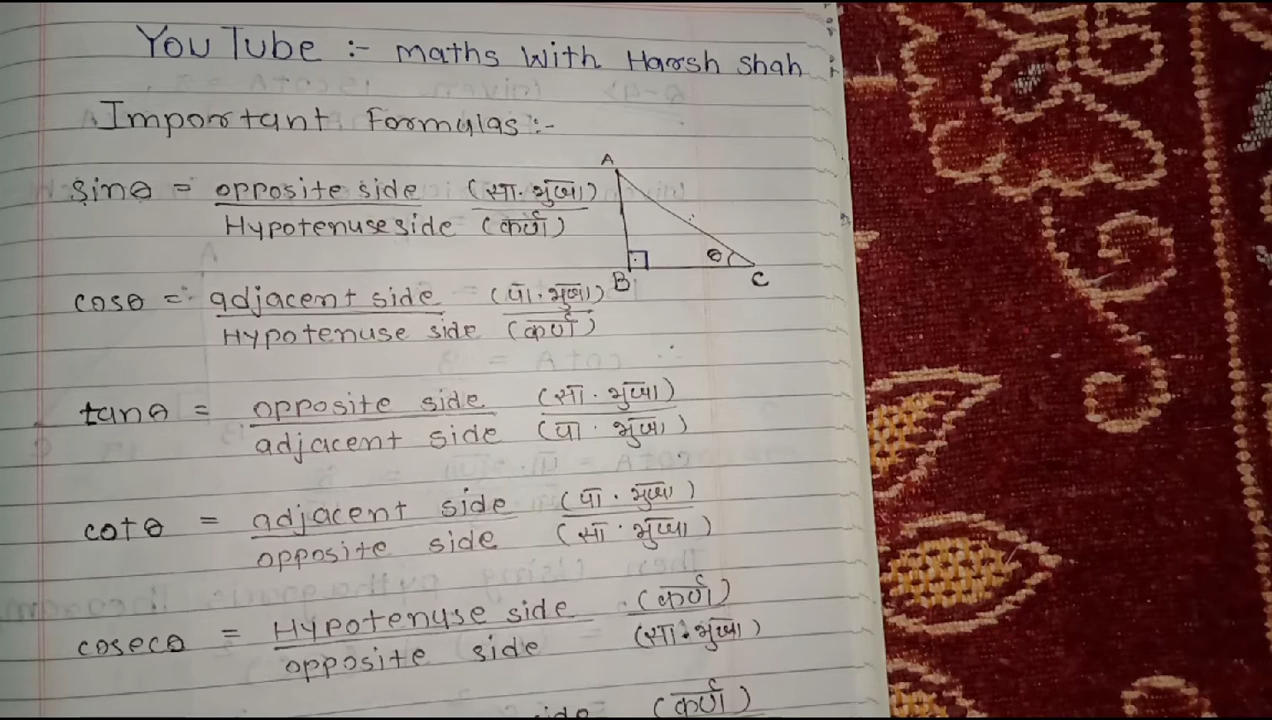 YouTube :- Maths With Harsh Shah
Important Formulas :-
sinθ = opposite side (सा. भुजा)
Hypotenuse side (कर्ण)
A
B
θ
C
cosθ = adjacent side (पा. भुजा)
Hypotenuse side (कर्ण)
tanθ = opposite side (सा. भुजा)
adjacent side (पा. भुजा)
cotθ = adjacent side (पा. भुजा)
opposite side (सा. भुजा)
cosecθ = Hypotenuse side (कर्ण)
opposite side (सा. भुजा)
side (कर्ण)